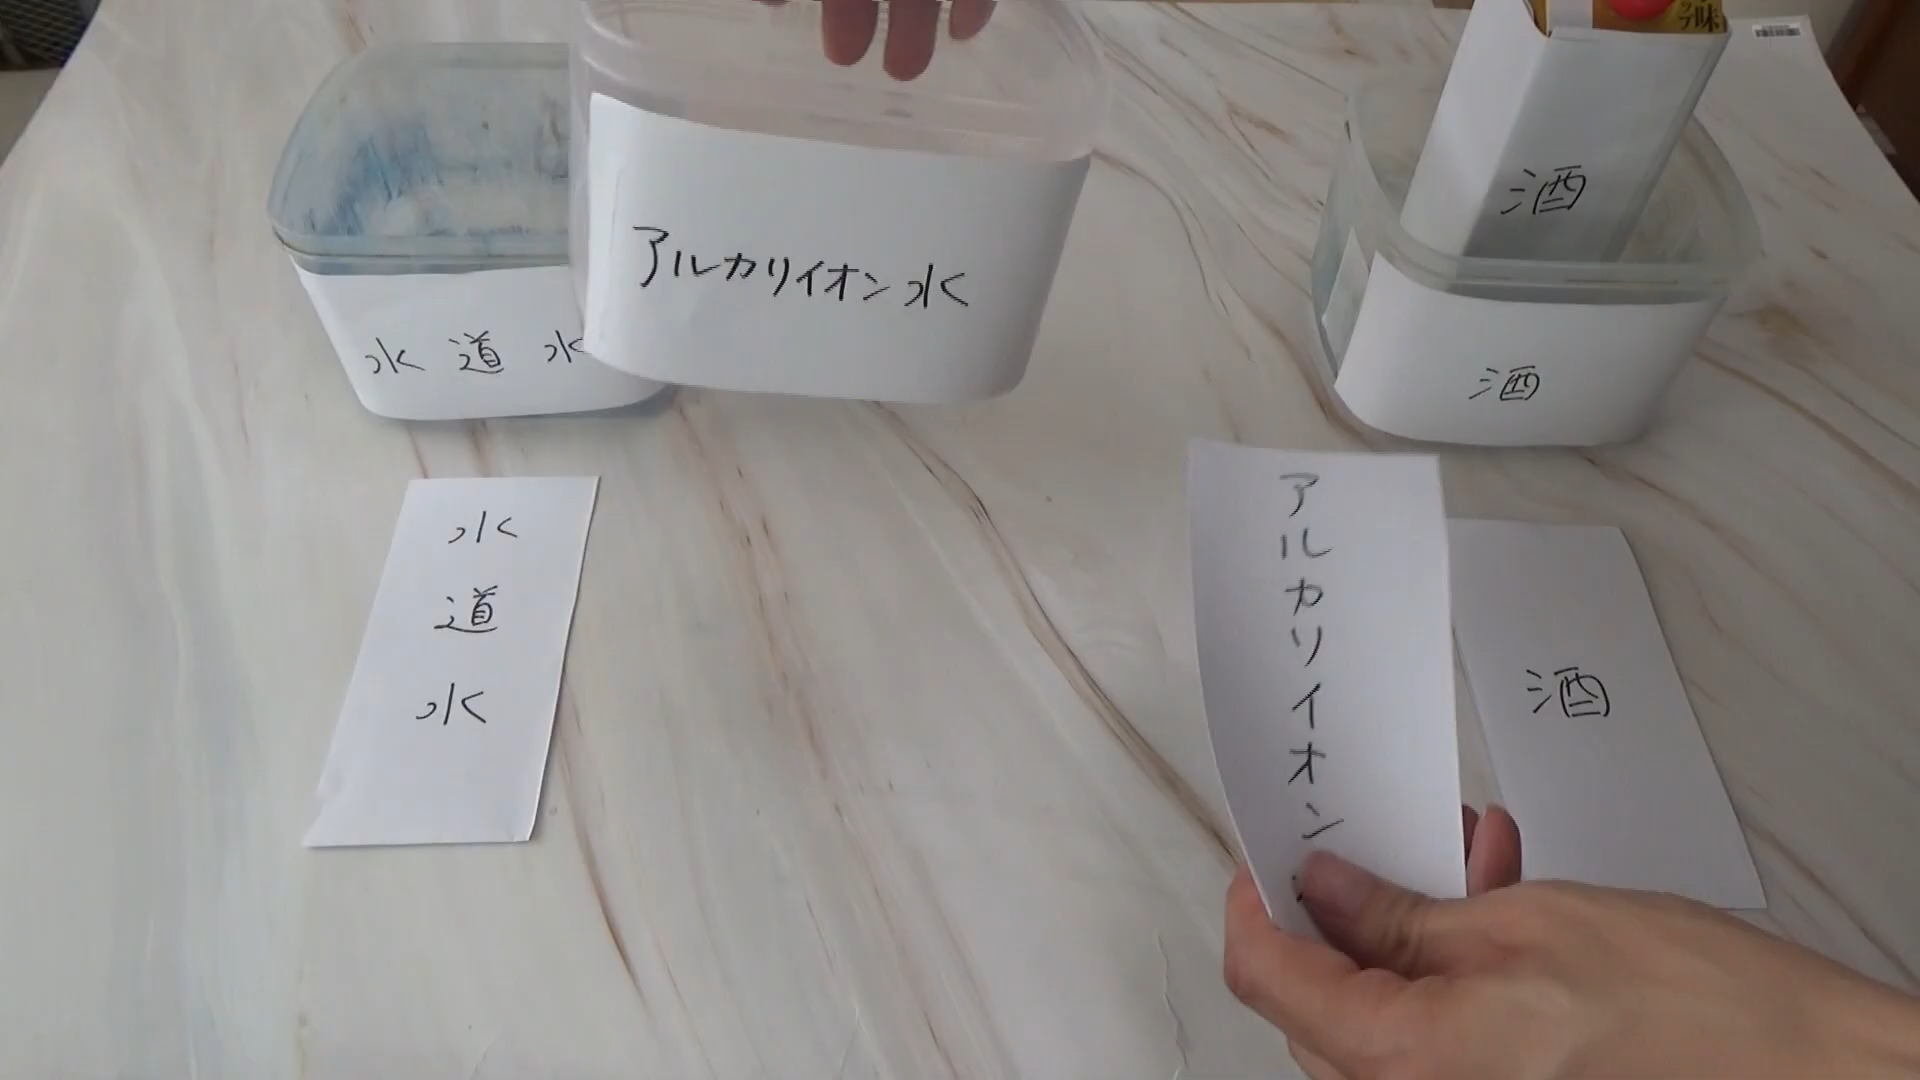 水道水
アルカリイオン水
酒
酒
水道水
アルカリイオン
酒
味